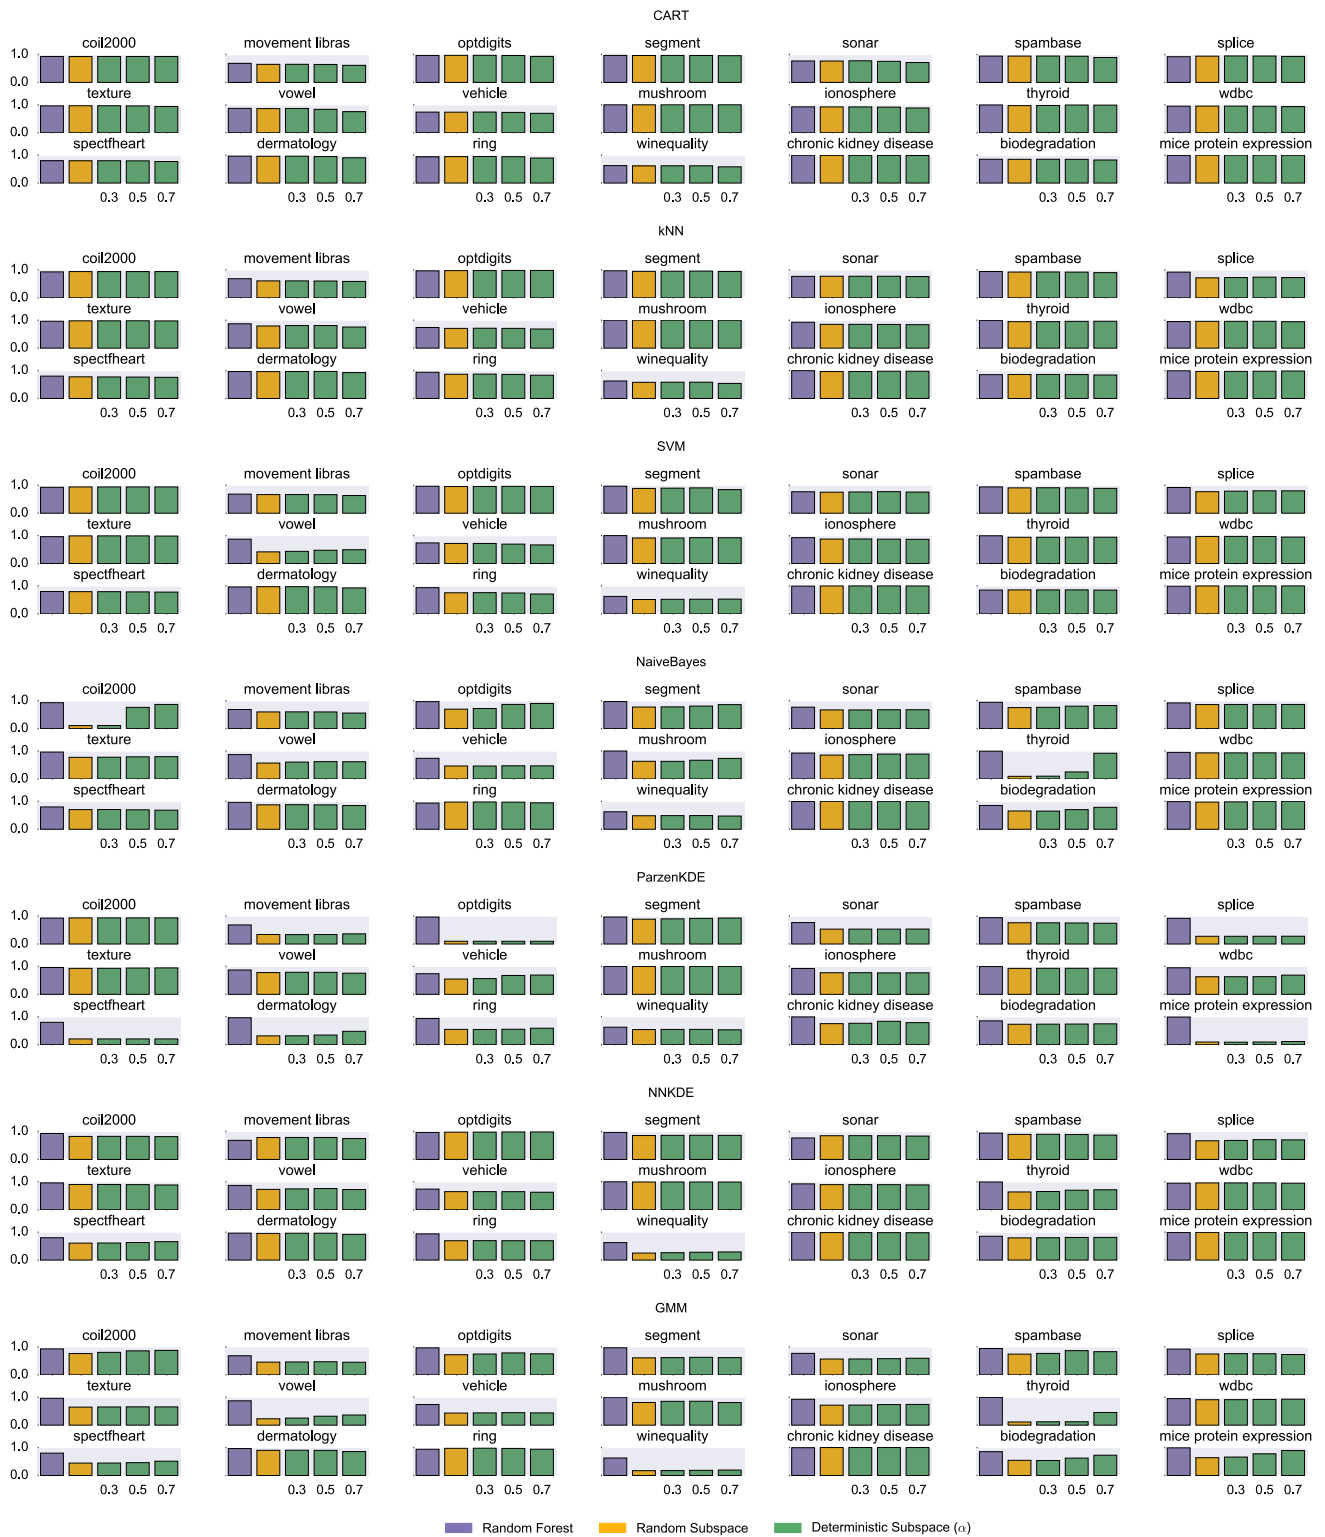 CART
coil2000 movement libras optdigits segment sonar spambase splice
1.0
0.0
texture vowel vehicle mushroom ionosphere thyroid wdbc
1.0
0.0
spectfheart dermatology ring winequality chronic kidney disease biodegradation mice protein expression
1.0
0.0
0.3 0.5 0.7 0.3 0.5 0.7 0.3 0.5 0.7 0.3 0.5 0.7 0.3 0.5 0.7 0.3 0.5 0.7 0.3 0.5 0.7
kNN
coil2000 movement libras optdigits segment sonar spambase splice
1.0
0.0
texture vowel vehicle mushroom ionosphere thyroid wdbc
1.0
0.0
spectfheart dermatology ring winequality chronic kidney disease biodegradation mice protein expression
1.0
0.0
0.3 0.5 0.7 0.3 0.5 0.7 0.3 0.5 0.7 0.3 0.5 0.7 0.3 0.5 0.7 0.3 0.5 0.7 0.3 0.5 0.7
SVM
coil2000 movement libras optdigits segment sonar spambase splice
1.0
0.0
texture vowel vehicle mushroom ionosphere thyroid wdbc
1.0
0.0
spectfheart dermatology ring winequality chronic kidney disease biodegradation mice protein expression
1.0
0.0
0.3 0.5 0.7 0.3 0.5 0.7 0.3 0.5 0.7 0.3 0.5 0.7 0.3 0.5 0.7 0.3 0.5 0.7 0.3 0.5 0.7
NaiveBayes
coil2000 movement libras optdigits segment sonar spambase splice
1.0
0.0
texture vowel vehicle mushroom ionosphere thyroid wdbc
1.0
0.0
spectfheart dermatology ring winequality chronic kidney disease biodegradation mice protein expression
1.0
0.0
0.3 0.5 0.7 0.3 0.5 0.7 0.3 0.5 0.7 0.3 0.5 0.7 0.3 0.5 0.7 0.3 0.5 0.7 0.3 0.5 0.7
ParzenKDE
coil2000 movement libras optdigits segment sonar spambase splice
1.0
0.0
texture vowel vehicle mushroom ionosphere thyroid wdbc
1.0
0.0
spectfheart dermatology ring winequality chronic kidney disease biodegradation mice protein expression
1.0
0.0
0.3 0.5 0.7 0.3 0.5 0.7 0.3 0.5 0.7 0.3 0.5 0.7 0.3 0.5 0.7 0.3 0.5 0.7 0.3 0.5 0.7
NNKDE
coil2000 movement libras optdigits segment sonar spambase splice
1.0
0.0
texture vowel vehicle mushroom ionosphere thyroid wdbc
1.0
0.0
spectfheart dermatology ring winequality chronic kidney disease biodegradation mice protein expression
1.0
0.0
0.3 0.5 0.7 0.3 0.5 0.7 0.3 0.5 0.7 0.3 0.5 0.7 0.3 0.5 0.7 0.3 0.5 0.7 0.3 0.5 0.7
GMM
coil2000 movement libras optdigits segment sonar spambase splice
1.0
0.0
texture vowel vehicle mushroom ionosphere thyroid wdbc
1.0
0.0
spectfheart dermatology ring winequality chronic kidney disease biodegradation mice protein expression
1.0
0.0
0.3 0.5 0.7 0.3 0.5 0.7 0.3 0.5 0.7 0.3 0.5 0.7 0.3 0.5 0.7 0.3 0.5 0.7 0.3 0.5 0.7
Random Forest Random Subspace Deterministic Subspace (α)